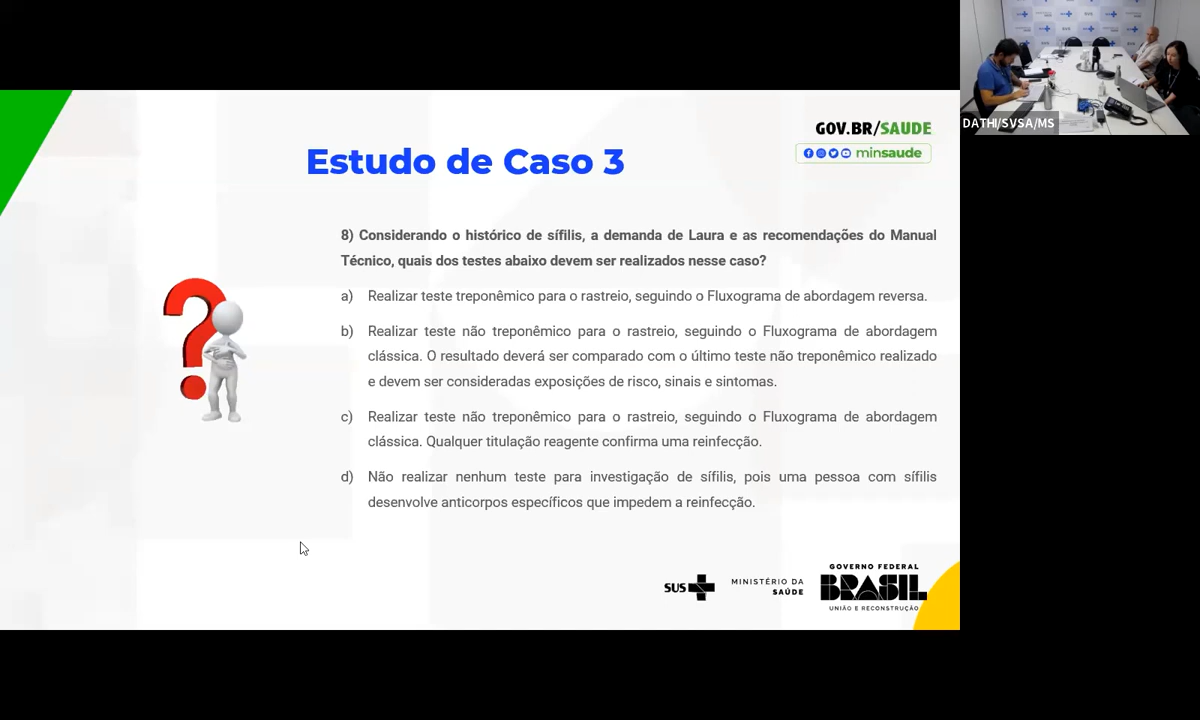 GOV.BR/SAUDE
minsaude
Estudo de Caso 3
8) Considerando o histórico de sífilis, a demanda de Laura e as recomendações do Manual
Técnico, quais dos testes abaixo devem ser realizados nesse caso?
a) Realizar teste treponêmico para o rastreio, seguindo o Fluxograma de abordagem reversa.
b) Realizar teste não treponêmico para o rastreio, seguindo o Fluxograma de abordagem
clássica. O resultado deverá ser comparado com o último teste não treponêmico realizado
e devem ser consideradas exposições de risco, sinais e sintomas.
c) Realizar teste não treponêmico para o rastreio, seguindo o Fluxograma de abordagem
clássica. Qualquer titulação reagente confirma uma reinfecção.
d) Não realizar nenhum teste para investigação de sífilis, pois uma pessoa com sífilis
desenvolve anticorpos específicos que impedem a reinfecção.
SUS
MINISTÉRIO DA
SAÚDE
GOVERNO FEDERAL
BRASIL
UNIÃO E RECONSTRUÇÃO
DATHI/SVSA/MS